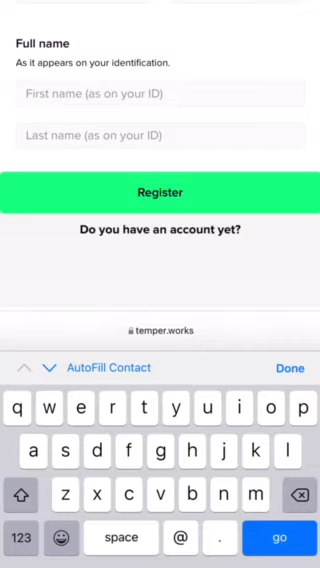 Full name
As it appears on your identification.
First name (as on your ID)
Last name (as on your ID)
Register
Do you have an account yet?
temper.works
AutoFill Contact Done
q w e r t y u i o p
a s d f g h j k l
z x c v b n m
123 space @ . go